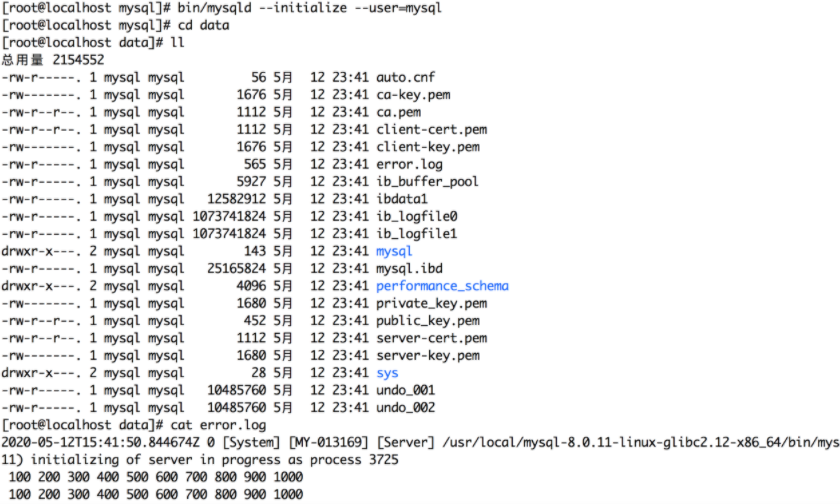 [root@localhost mysql]# bin/mysqld --initialize --user=mysql
[root@localhost mysql]# cd data
[root@localhost data]# ll
总用量 2154552
-rw-r-----. 1 mysql mysql         56 5月  12 23:41 auto.cnf
-rw-------. 1 mysql mysql       1676 5月  12 23:41 ca-key.pem
-rw-r--r--. 1 mysql mysql       1112 5月  12 23:41 ca.pem
-rw-r--r--. 1 mysql mysql       1112 5月  12 23:41 client-cert.pem
-rw-------. 1 mysql mysql       1676 5月  12 23:41 client-key.pem
-rw-r-----. 1 mysql mysql        565 5月  12 23:41 error.log
-rw-r-----. 1 mysql mysql       5927 5月  12 23:41 ib_buffer_pool
-rw-r-----. 1 mysql mysql   12582912 5月  12 23:41 ibdata1
-rw-r-----. 1 mysql mysql 1073741824 5月  12 23:41 ib_logfile0
-rw-r-----. 1 mysql mysql 1073741824 5月  12 23:41 ib_logfile1
drwxr-x---. 2 mysql mysql        143 5月  12 23:41 mysql
-rw-r-----. 1 mysql mysql   25165824 5月  12 23:41 mysql.ibd
drwxr-x---. 2 mysql mysql       4096 5月  12 23:41 performance_schema
-rw-------. 1 mysql mysql       1680 5月  12 23:41 private_key.pem
-rw-r--r--. 1 mysql mysql        452 5月  12 23:41 public_key.pem
-rw-r--r--. 1 mysql mysql       1112 5月  12 23:41 server-cert.pem
-rw-------. 1 mysql mysql       1680 5月  12 23:41 server-key.pem
drwxr-x---. 2 mysql mysql         28 5月  12 23:41 sys
-rw-r-----. 1 mysql mysql   10485760 5月  12 23:41 undo_001
-rw-r-----. 1 mysql mysql   10485760 5月  12 23:41 undo_002
[root@localhost data]# cat error.log
2020-05-12T15:41:50.844674Z 0 [System] [MY-013169] [Server] /usr/local/mysql-8.0.11-linux-glibc2.12-x86_64/bin/mys
11) initializing of server in progress as process 3725
 100 200 300 400 500 600 700 800 900 1000
 100 200 300 400 500 600 700 800 900 1000